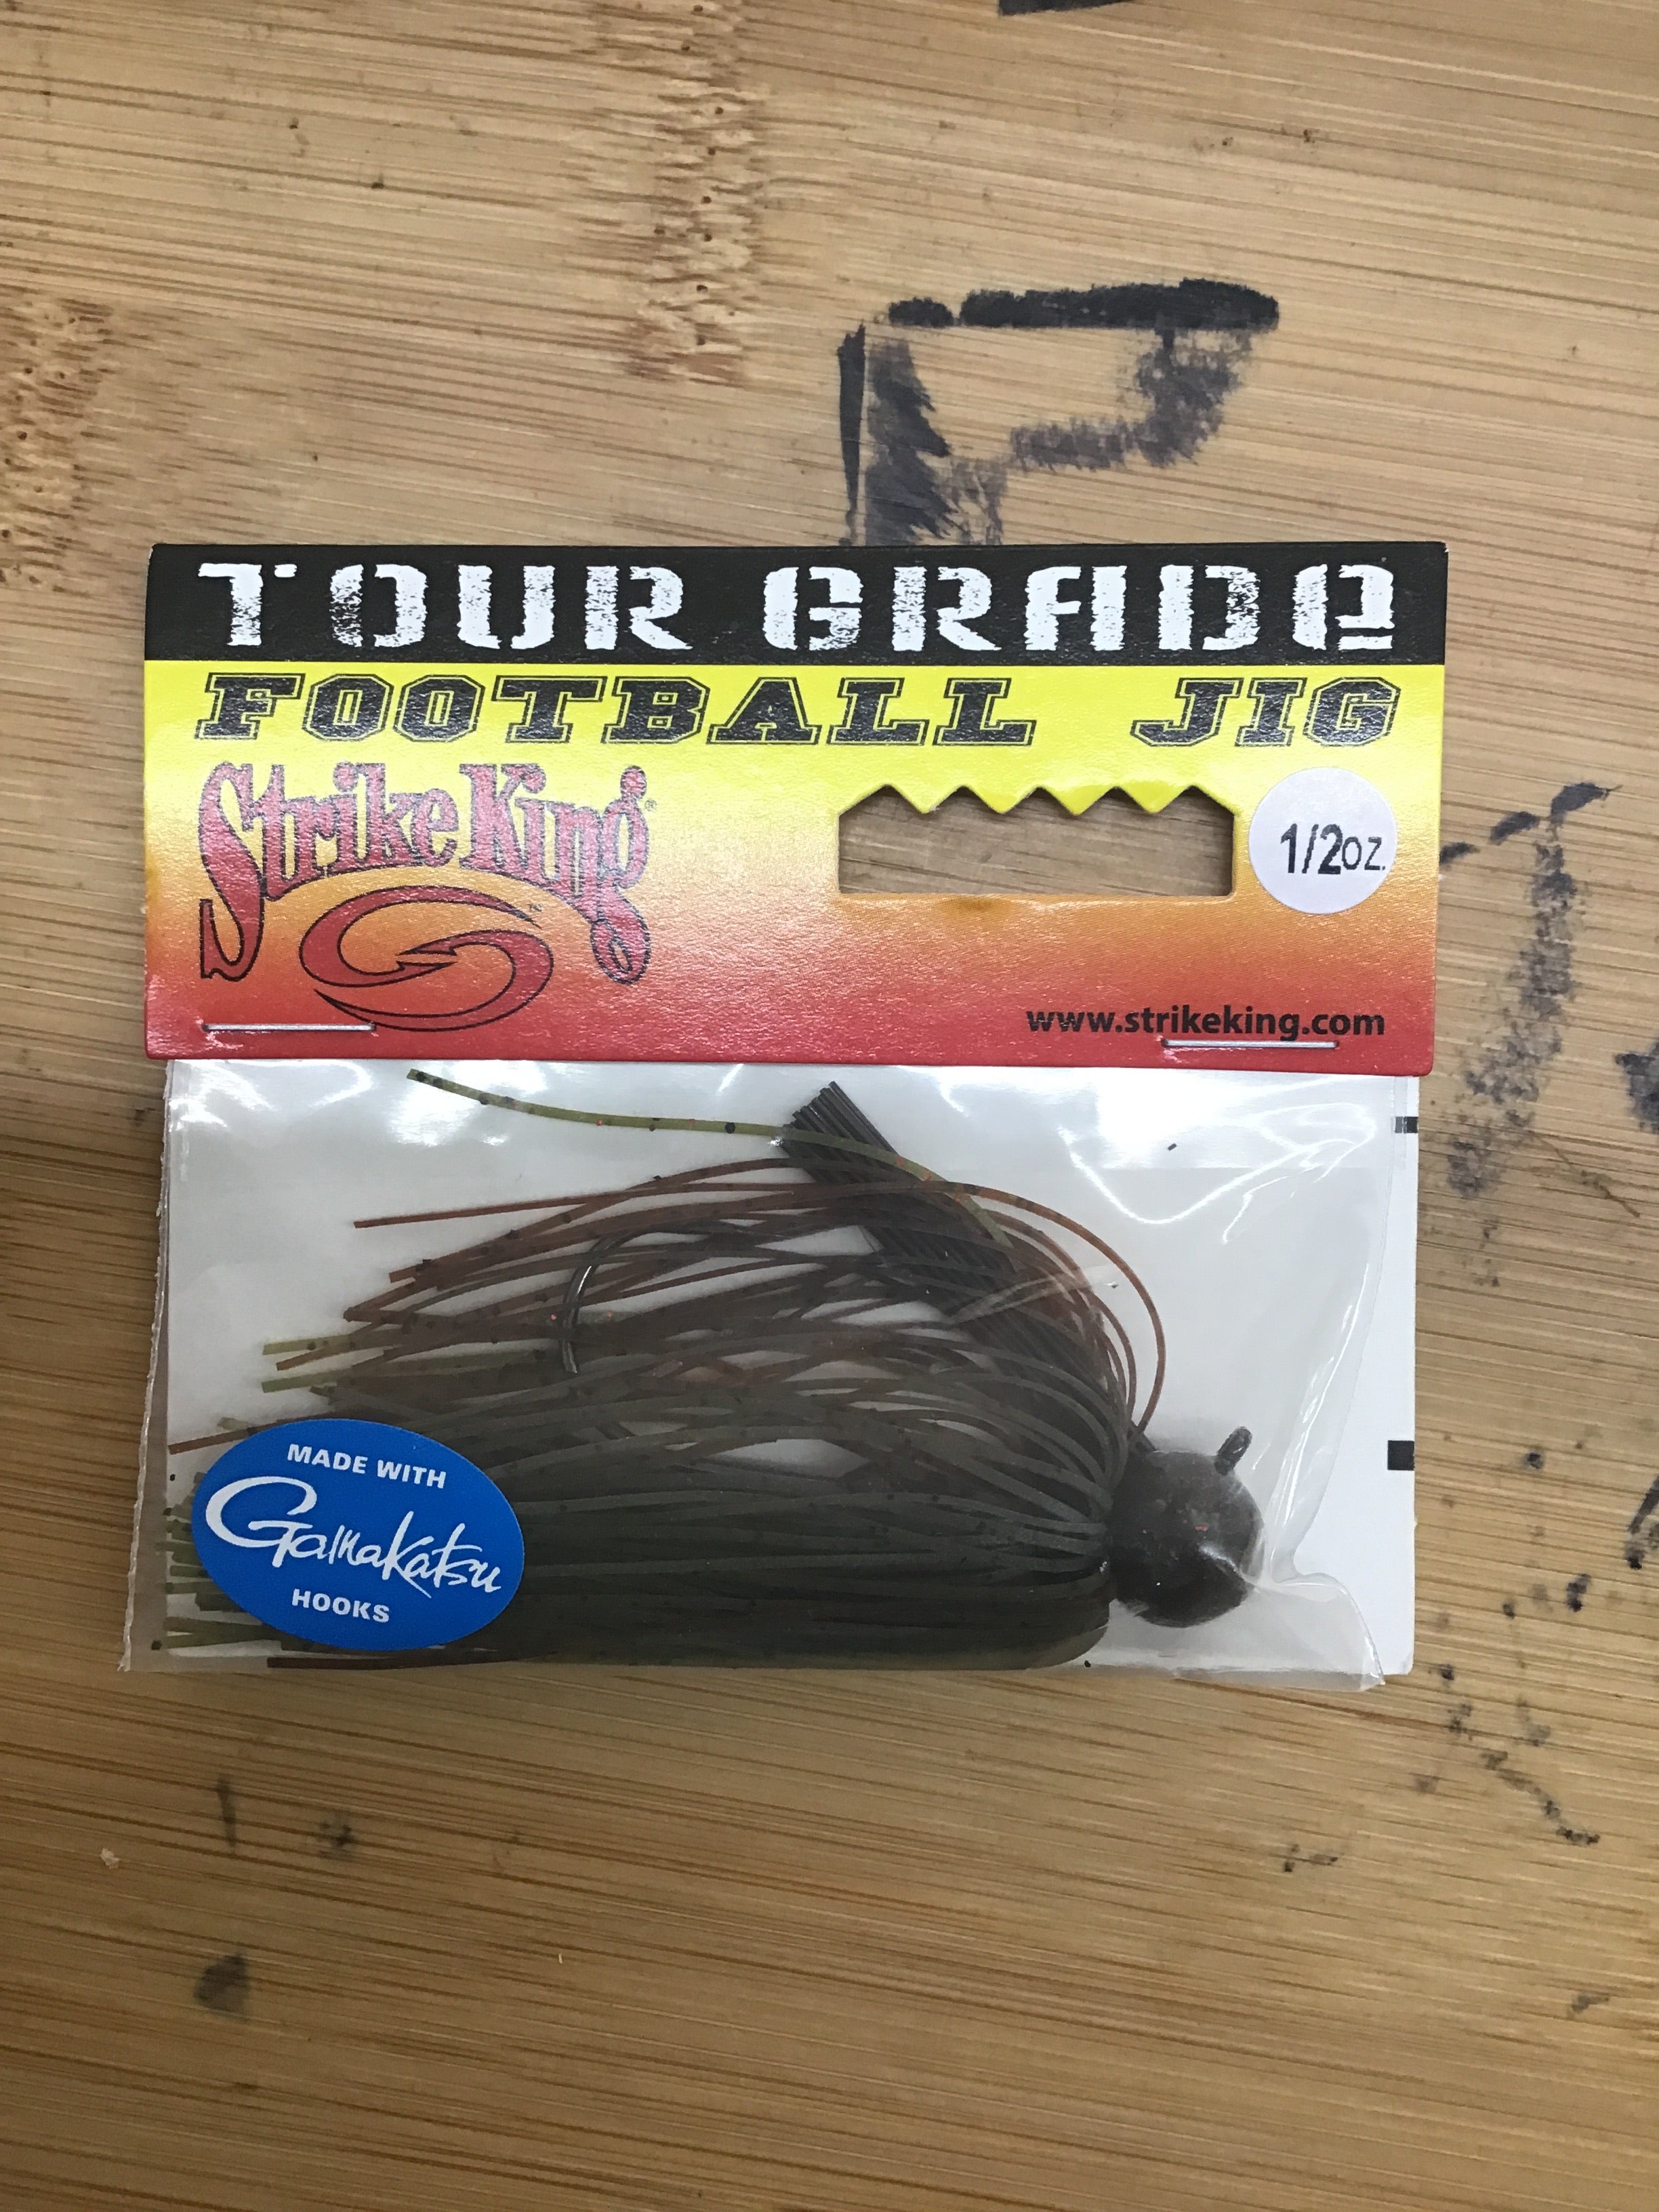 TOUR GRADE
FOOTBALL JIG
Strike King
1/2oz.
www.strikeking.com
MADE WITH
Gamakatsu
HOOKS
P